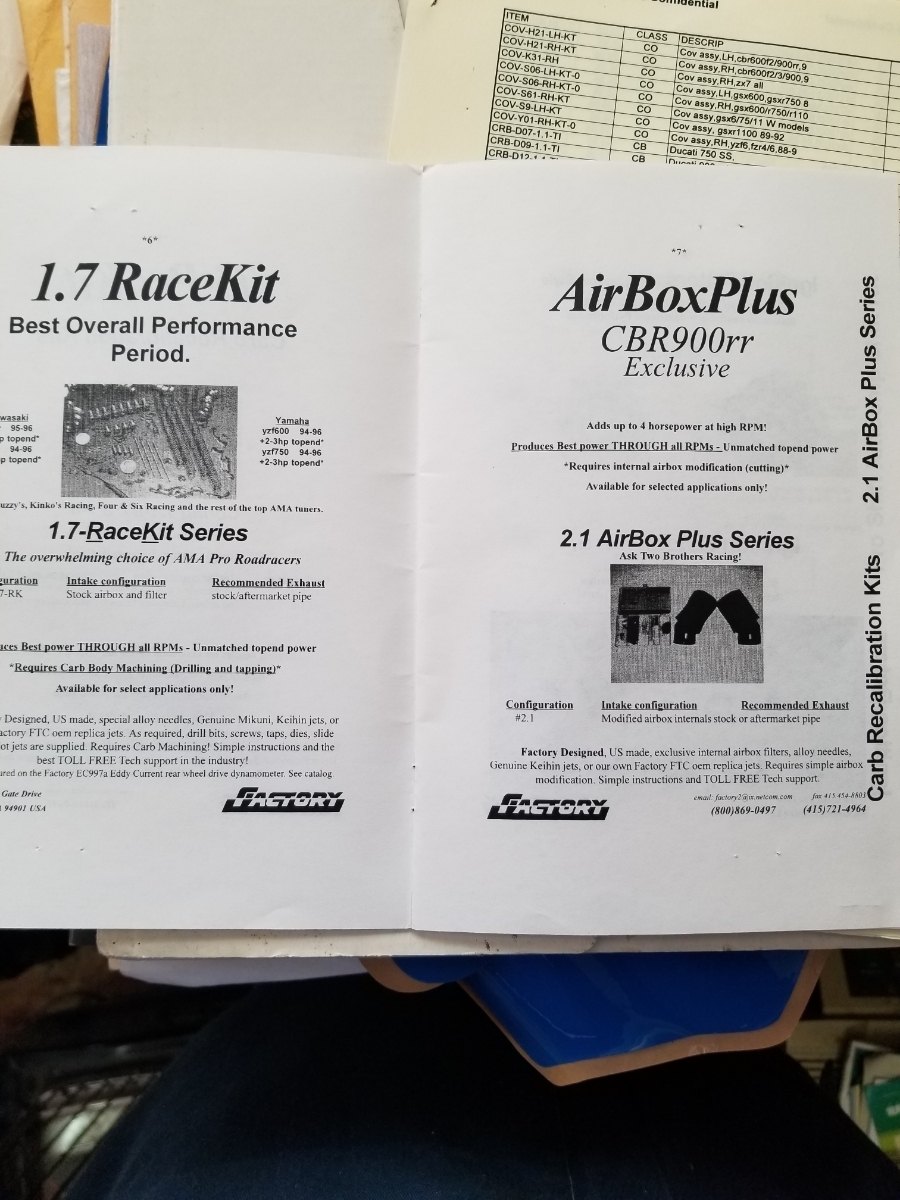 Confidential
ITEM CLASS DESCRIP
COV-H21-LH-KT CO Cov assy,LH,cbr600f2/900rr,9
COV-H21-RH-KT CO Cov assy,RH,cbr600f2/3/900,9
COV-K31-RH CO Cov assy,RH,zx7 all
COV-S06-LH-KT-0 CO Cov assy,LH,gsx600,gsxr750 8
COV-S06-RH-KT-0 CO Cov assy,RH,gsx600/r750/r110
COV-S61-RH-KT CO Cov assy,gsx6/75/11 W models
COV-S9-LH-KT CO Cov assy, gsxr1100 89-92
COV-Y01-RH-KT-0 CO Cov assy,RH,yzf6,fzr4/6,88-9
CRB-D07-1.1-TI CB Ducati 750 SS,
CRB-D09-1.1-TI CB
*6*
1.7 RaceKit
Best Overall Performance
Period.
wasaki
95-96
p topend*
94-96
p topend*
Yamaha
yzf600 94-96
+2-3hp topend*
yzf750 94-96
+2-3hp topend*
uzzy's, Kinko's Racing, Four & Six Racing and the rest of the top AMA tuners.
1.7-RaceKit Series
The overwhelming choice of AMA Pro Roadracers
guration Intake configuration Recommended Exhaust
7-RK Stock airbox and filter stock/aftermarket pipe
ces Best power THROUGH all RPMs - Unmatched topend power
*Requires Carb Body Machining (Drilling and tapping)*
Available for select applications only!
Designed, US made, special alloy needles, Genuine Mikuni, Keihin jets, or
actory FTC oem replica jets. As required, drill bits, screws, taps, dies, slide
ot jets are supplied. Requires Carb Machining! Simple instructions and the
best TOLL FREE Tech support in the industry!
ured on the Factory EC997a Eddy Current rear wheel drive dynamometer. See catalog.
Gate Drive
94901 USA
FACTORY
*7*
AirBoxPlus
CBR900rr
Exclusive
Adds up to 4 horsepower at high RPM!
Produces Best power THROUGH all RPMs - Unmatched topend power
*Requires internal airbox modification (cutting)*
Available for selected applications only!
2.1 AirBox Plus Series
Ask Two Brothers Racing!
Configuration Intake configuration Recommended Exhaust
#2.1 Modified airbox internals stock or aftermarket pipe
Factory Designed, US made, exclusive internal airbox filters, alloy needles,
Genuine Keihin jets, or our own Factory FTC oem replica jets. Requires simple airbox
modification. Simple instructions and TOLL FREE Tech support.
FACTORY
email: factory2@ix.netcom.com fax 415 454-8803
(800)869-0497 (415)721-4964
Carb Recalibration Kits 2.1 AirBox Plus Series